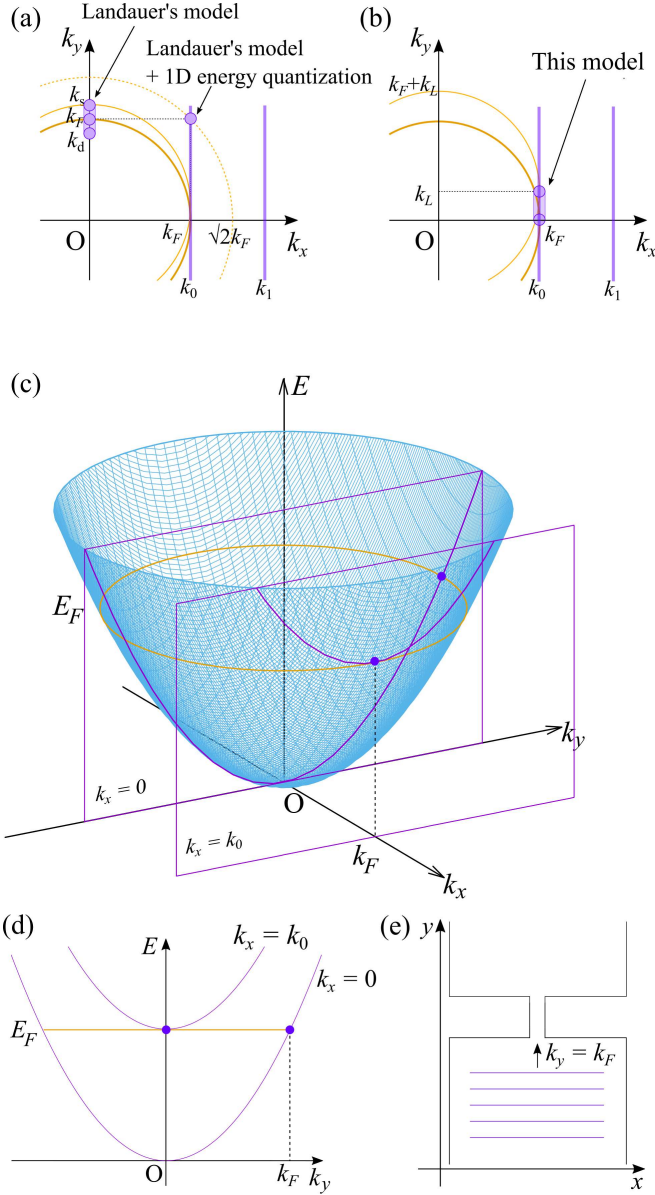 (a)
Landauer's model
k_y
Landauer's model
+ 1D energy quantization
k_s
k_F
k_d
O
k_F
√2k_F
k_x
k_0
k_1
(b)
k_y
This model
k_F+k_L
k_L
O
k_F
k_x
k_0
k_1
(c)
E
E_F
k_y
k_x = 0
O
k_x = k_0
k_F
k_x
(d)
E
k_x = k_0
k_x = 0
E_F
O
k_F
k_y
(e)
y
k_y = k_F
x